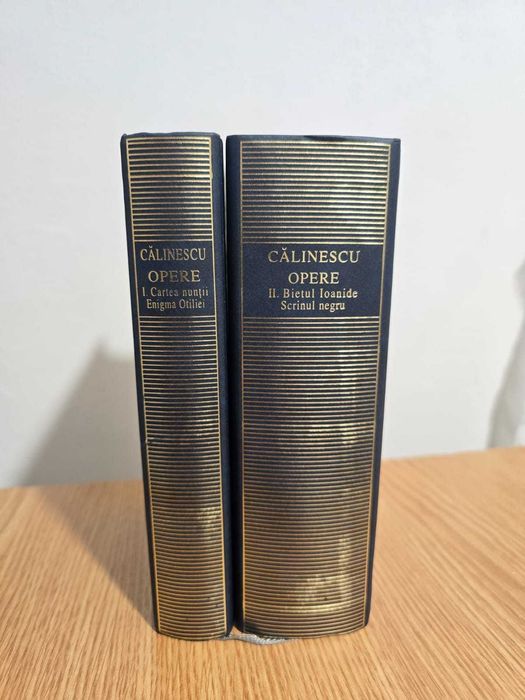 CĂLINESCU
OPERE
I. Cartea nunții
Enigma Otiliei
CĂLINESCU
OPERE
II. Bietul Ioanide
Scrinul negru